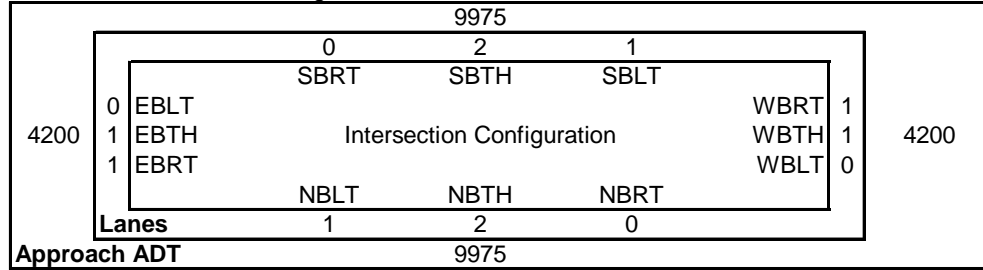 9975
0 2 1
SBRT SBTH SBLT
0 EBLT WBRT 1
4200 1 EBTH Intersection Configuration WBTH 1 4200
1 EBRT WBLT 0
NBLT NBTH NBRT
Lanes 1 2 0
Approach ADT 9975